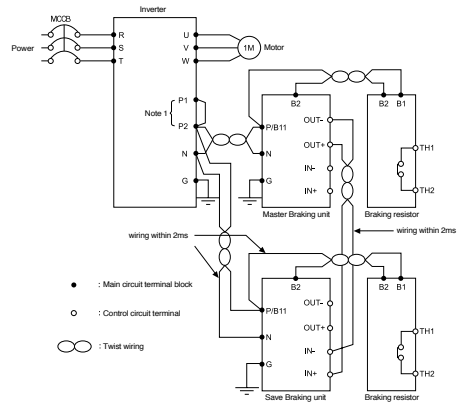 Inverter
MCCB
Power
R
S
T
U
V
W
1M
Motor
Note 1
P1
P2
N
G
B2
OUT-
OUT+
IN-
IN+
P/B11
N
G
Master Braking unit
B2
B1
TH1
TH2
Braking resistor
wiring within 2ms
wiring within 2ms
B2
OUT-
OUT+
IN-
IN+
P/B11
N
G
Save Braking unit
B2
B1
TH1
TH2
Braking resistor
: Main circuit terminal block
: Control circuit terminal
: Twist wiring